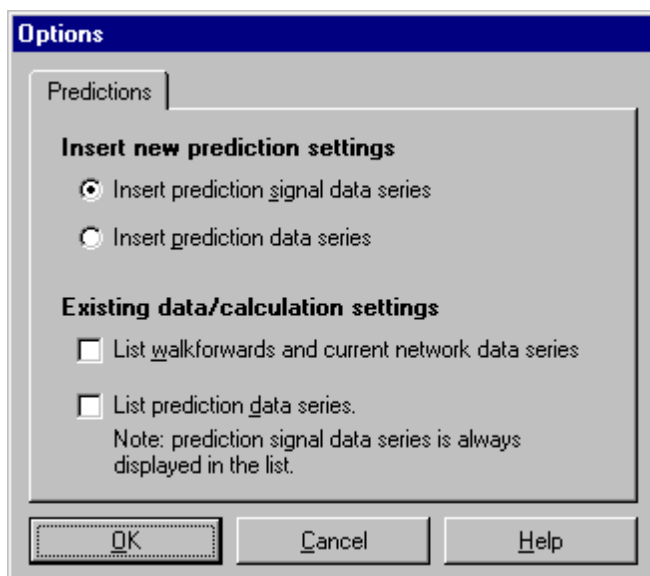 Options
Predictions
Insert new prediction settings
Insert prediction signal data series
Insert prediction data series
Existing data/calculation settings
List walkforwards and current network data series
List prediction data series.
Note: prediction signal data series is always
displayed in the list.
OK
Cancel
Help